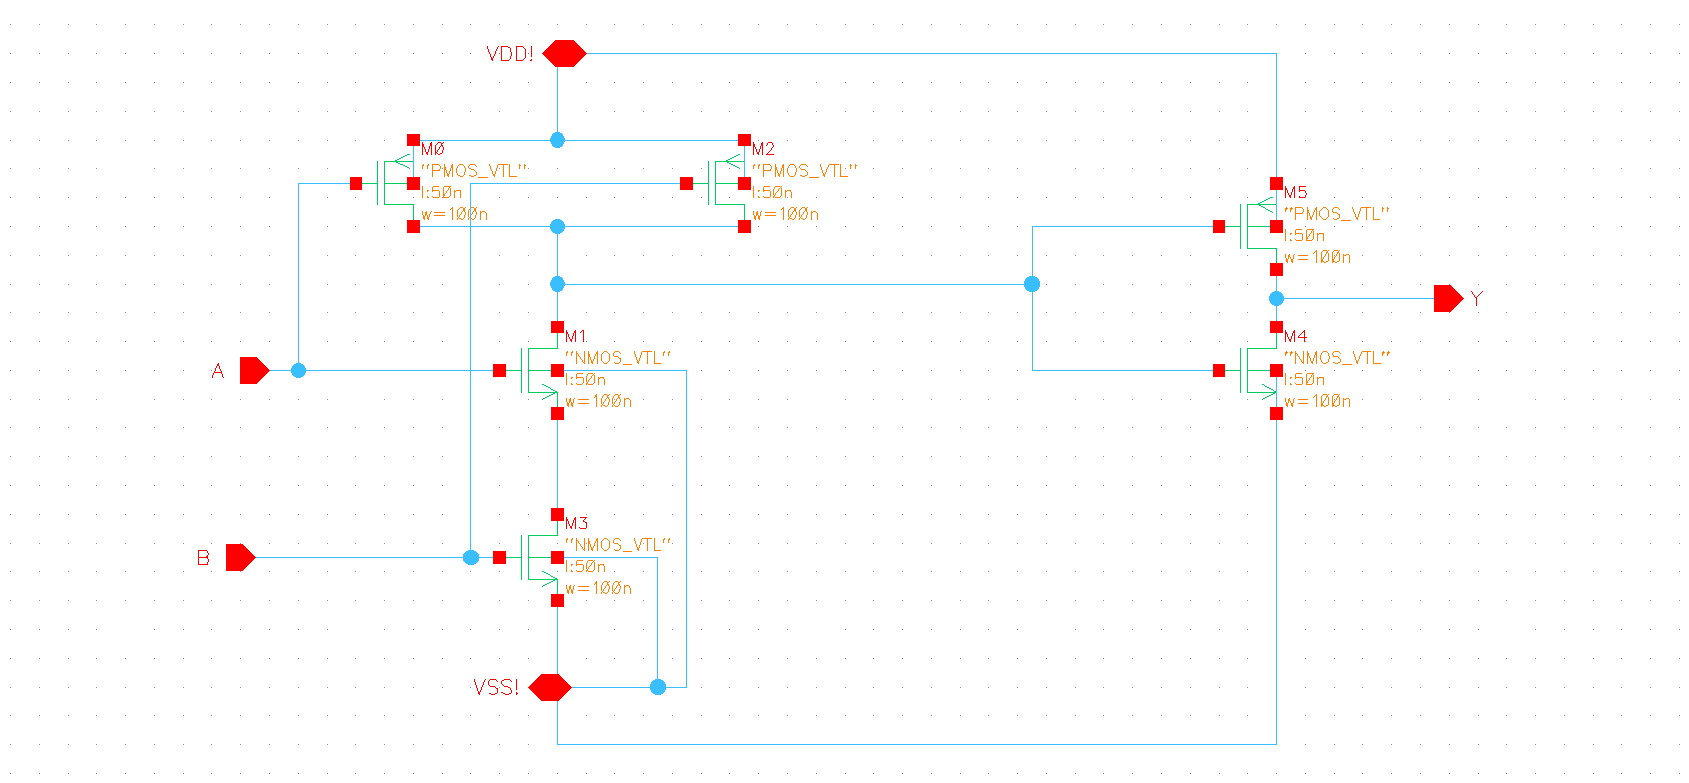 VDD!
M0
"PMOS_VTL"
l:50n
w=100n
M2
"PMOS_VTL"
l:50n
w=100n
M5
"PMOS_VTL"
l:50n
w=100n
Y
M1
"NMOS_VTL"
l:50n
w=100n
M4
"NMOS_VTL"
l:50n
w=100n
A
M3
"NMOS_VTL"
l:50n
w=100n
B
VSS!